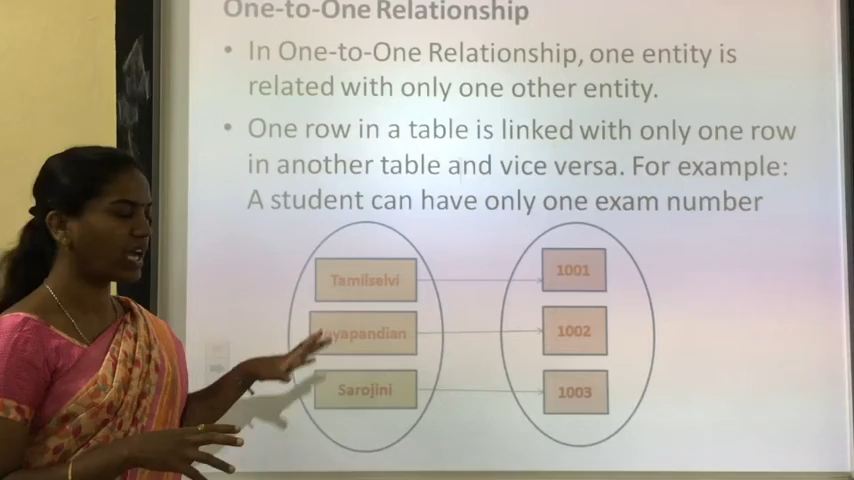 One-to-One Relationship
• In One-to-One Relationship, one entity is
related with only one other entity.
• One row in a table is linked with only one row
in another table and vice versa. For example:
A student can have only one exam number
Tamilselvi
1001
1002
Sarojini
1003